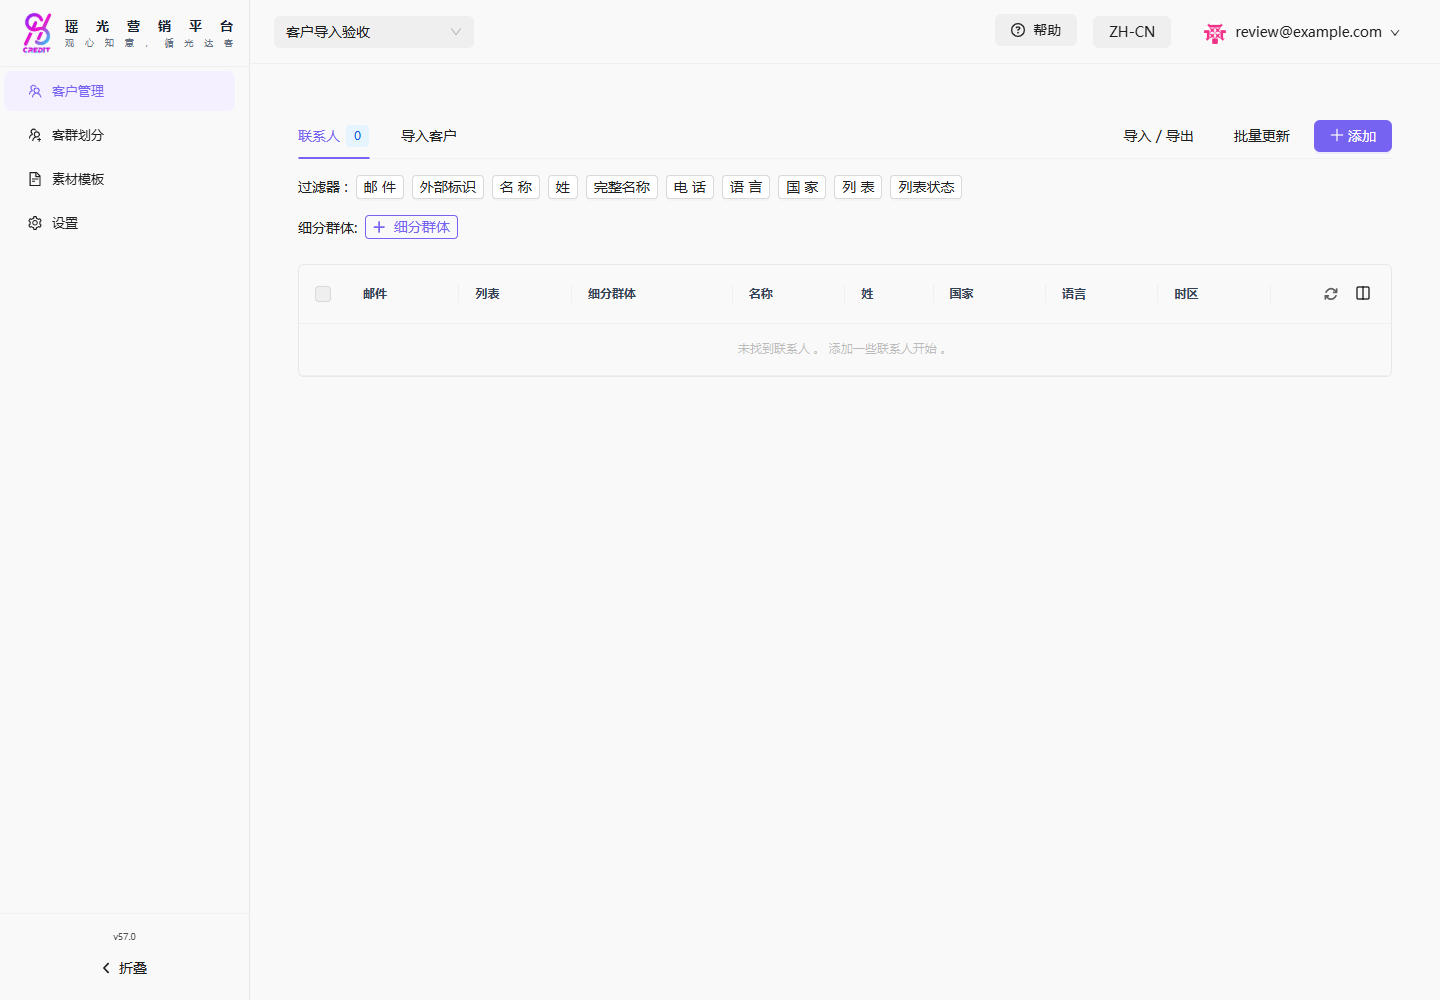 瑶光营销平台
观心知意，循光达客
CREDIT
客户导入验收
帮助
ZH-CN
review@example.com
客户管理
客群划分
素材模板
设置
联系人 0
导入客户
导入 / 导出
批量更新
添加
过滤器：
邮 件
外部标识
名 称
姓
完整名称
电 话
语 言
国 家
列 表
列表状态
细分群体:
细分群体
邮件
列表
细分群体
名称
姓
国家
语言
时区
未找到联系人 。 添加一些联系人开始 。
v57.0
折叠